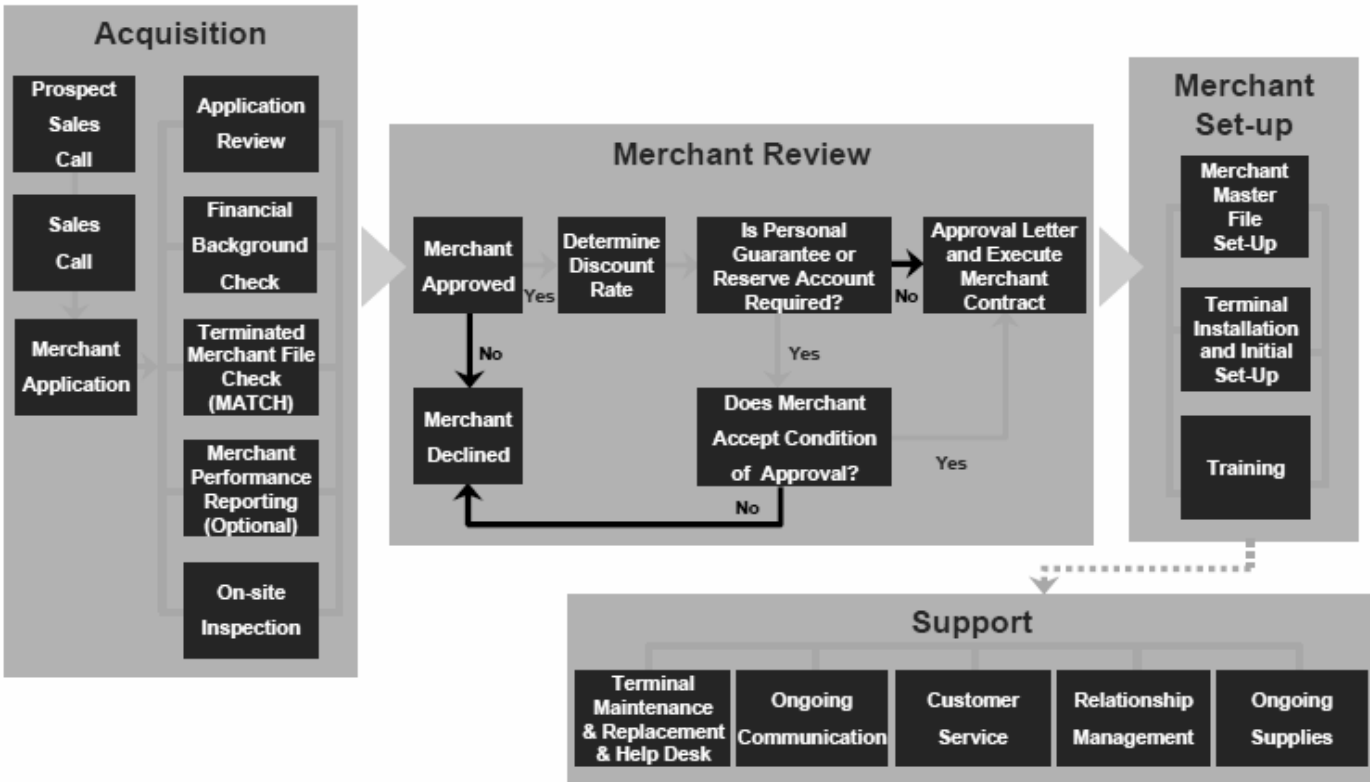 Acquisition
Prospect
Sales
Call
Sales
Call
Merchant
Application
Application
Review
Financial
Background
Check
Terminated
Merchant File
Check
(MATCH)
Merchant
Performance
Reporting
(Optional)
On-site
Inspection
Merchant Review
Merchant
Approved
Yes
No
Merchant
Declined
Determine
Discount
Rate
Is Personal
Guarantee or
Reserve Account
Required?
No
Yes
Approval Letter
and Execute
Merchant
Contract
Does Merchant
Accept Condition
of Approval?
Yes
No
Merchant
Set-up
Merchant
Master
File
Set-Up
Terminal
Installation
and Initial
Set-Up
Training
Support
Terminal
Maintenance
& Replacement
& Help Desk
Ongoing
Communication
Customer
Service
Relationship
Management
Ongoing
Supplies